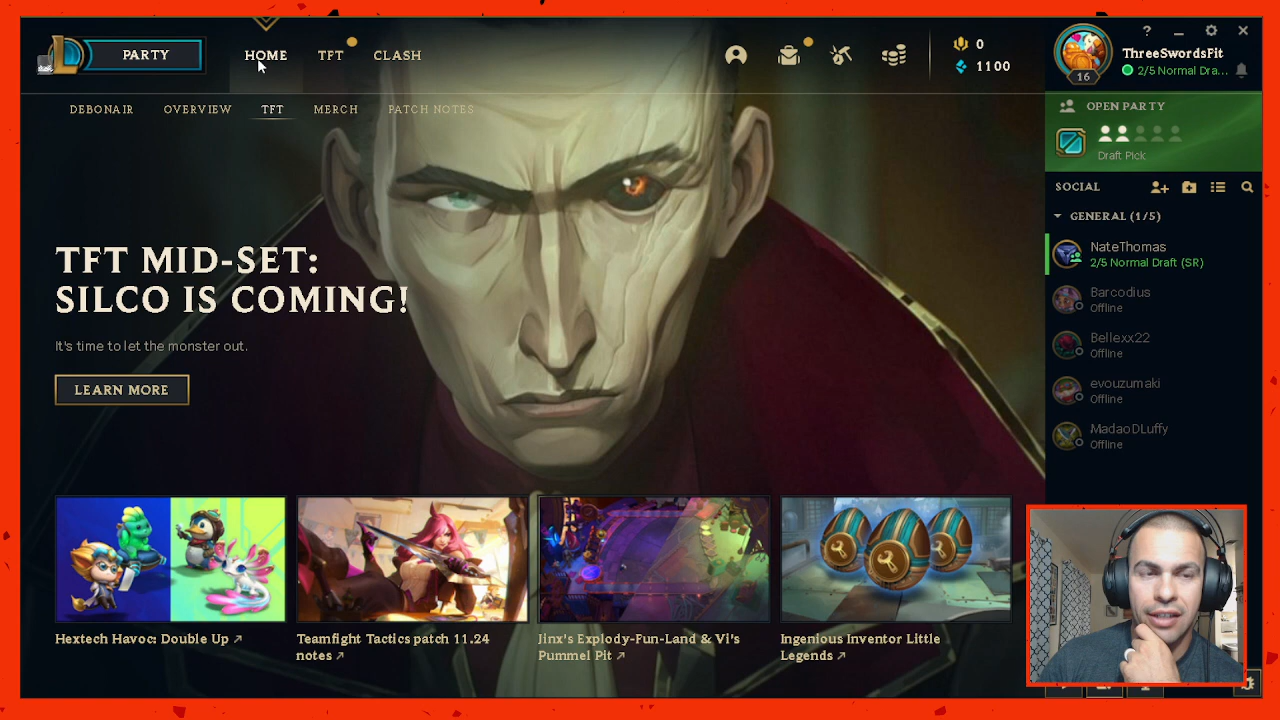 PARTY
HOME
TFT
CLASH
0
1100
ThreeSwordsPit
16
2/5 Normal Dra...
DEBONAIR
OVERVIEW
TFT
MERCH
PATCH NOTES
OPEN PARTY
Draft Pick
SOCIAL
GENERAL (1/5)
NateThomas
2/5 Normal Draft (SR)
Barcodius
Offline
Bellexx22
Offline
evouzumaki
Offline
MadaoDLuffy
Offline
TFT MID-SET:
SILCO IS COMING!
It's time to let the monster out.
LEARN MORE
Hextech Havoc: Double Up
Teamfight Tactics patch 11.24
notes
Jinx's Explody-Fun-Land & Vi's
Pummel Pit
Ingenious Inventor Little
Legends